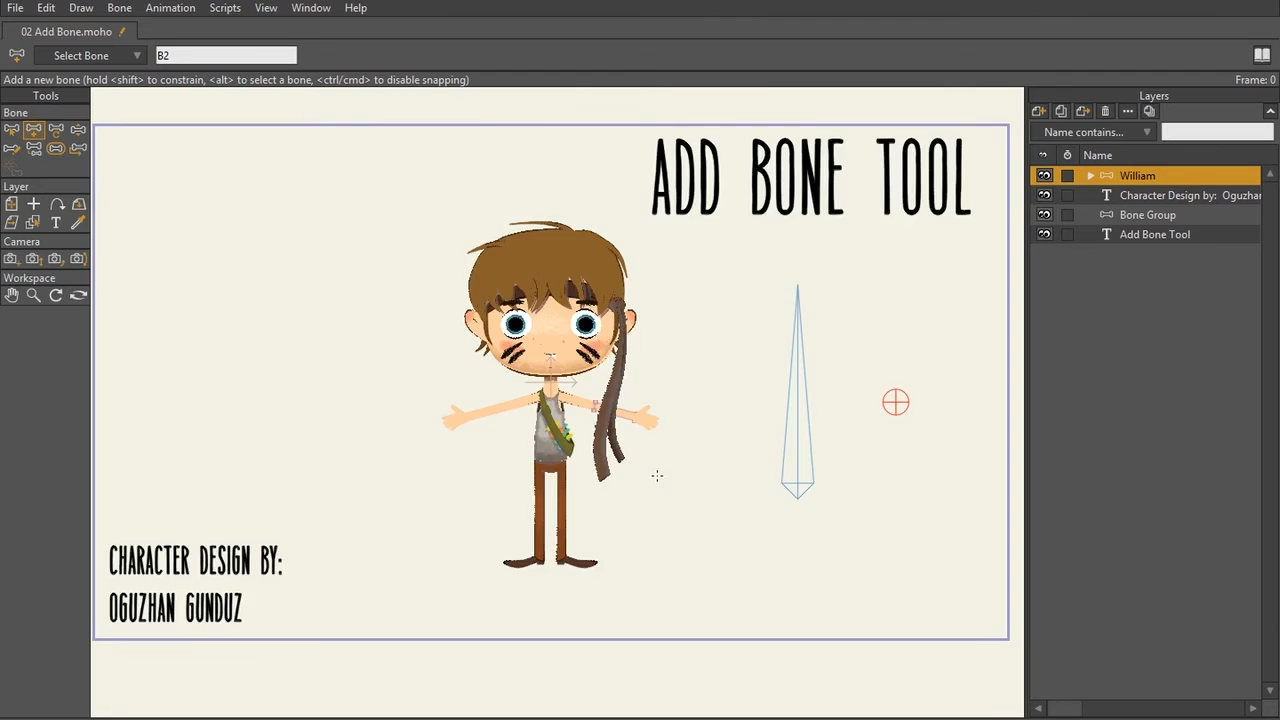 File Edit Draw Bone Animation Scripts View Window Help
02 Add Bone.moho
Select Bone B2
Add a new bone (hold <shift> to constrain, <alt> to select a bone, <ctrl/cmd> to disable snapping) Frame: 0
Tools Layers
Bone
Name contains...
Name
William
Character Design by: Oguzhar
Bone Group
Add Bone Tool
Layer
T
Camera
Workspace
ADD BONE TOOL
CHARACTER DESIGN BY:
OGUZHAN GUNDUZ